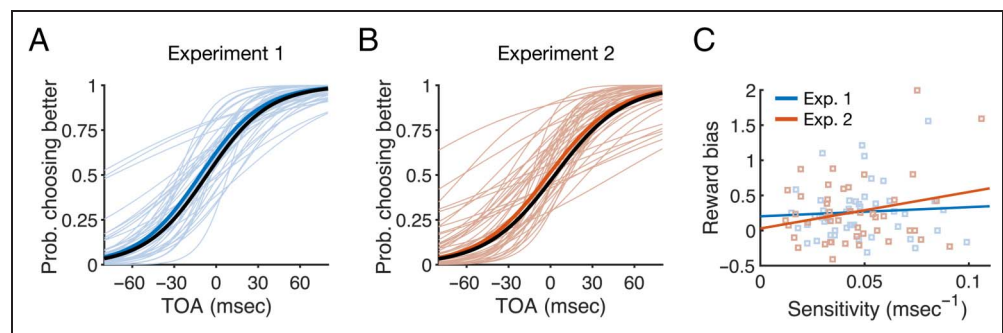 A
Experiment 1
Prob. choosing better
1
0.75
0.5
0.25
0
−60 −30 0 30 60
TOA (msec)
B
Experiment 2
Prob. choosing better
1
0.75
0.5
0.25
0
−60 −30 0 30 60
TOA (msec)
C
Exp. 1
Exp. 2
Reward bias
2
1.5
1
0.5
0
−0.5
0 0.05 0.1
Sensitivity (msec⁻¹)